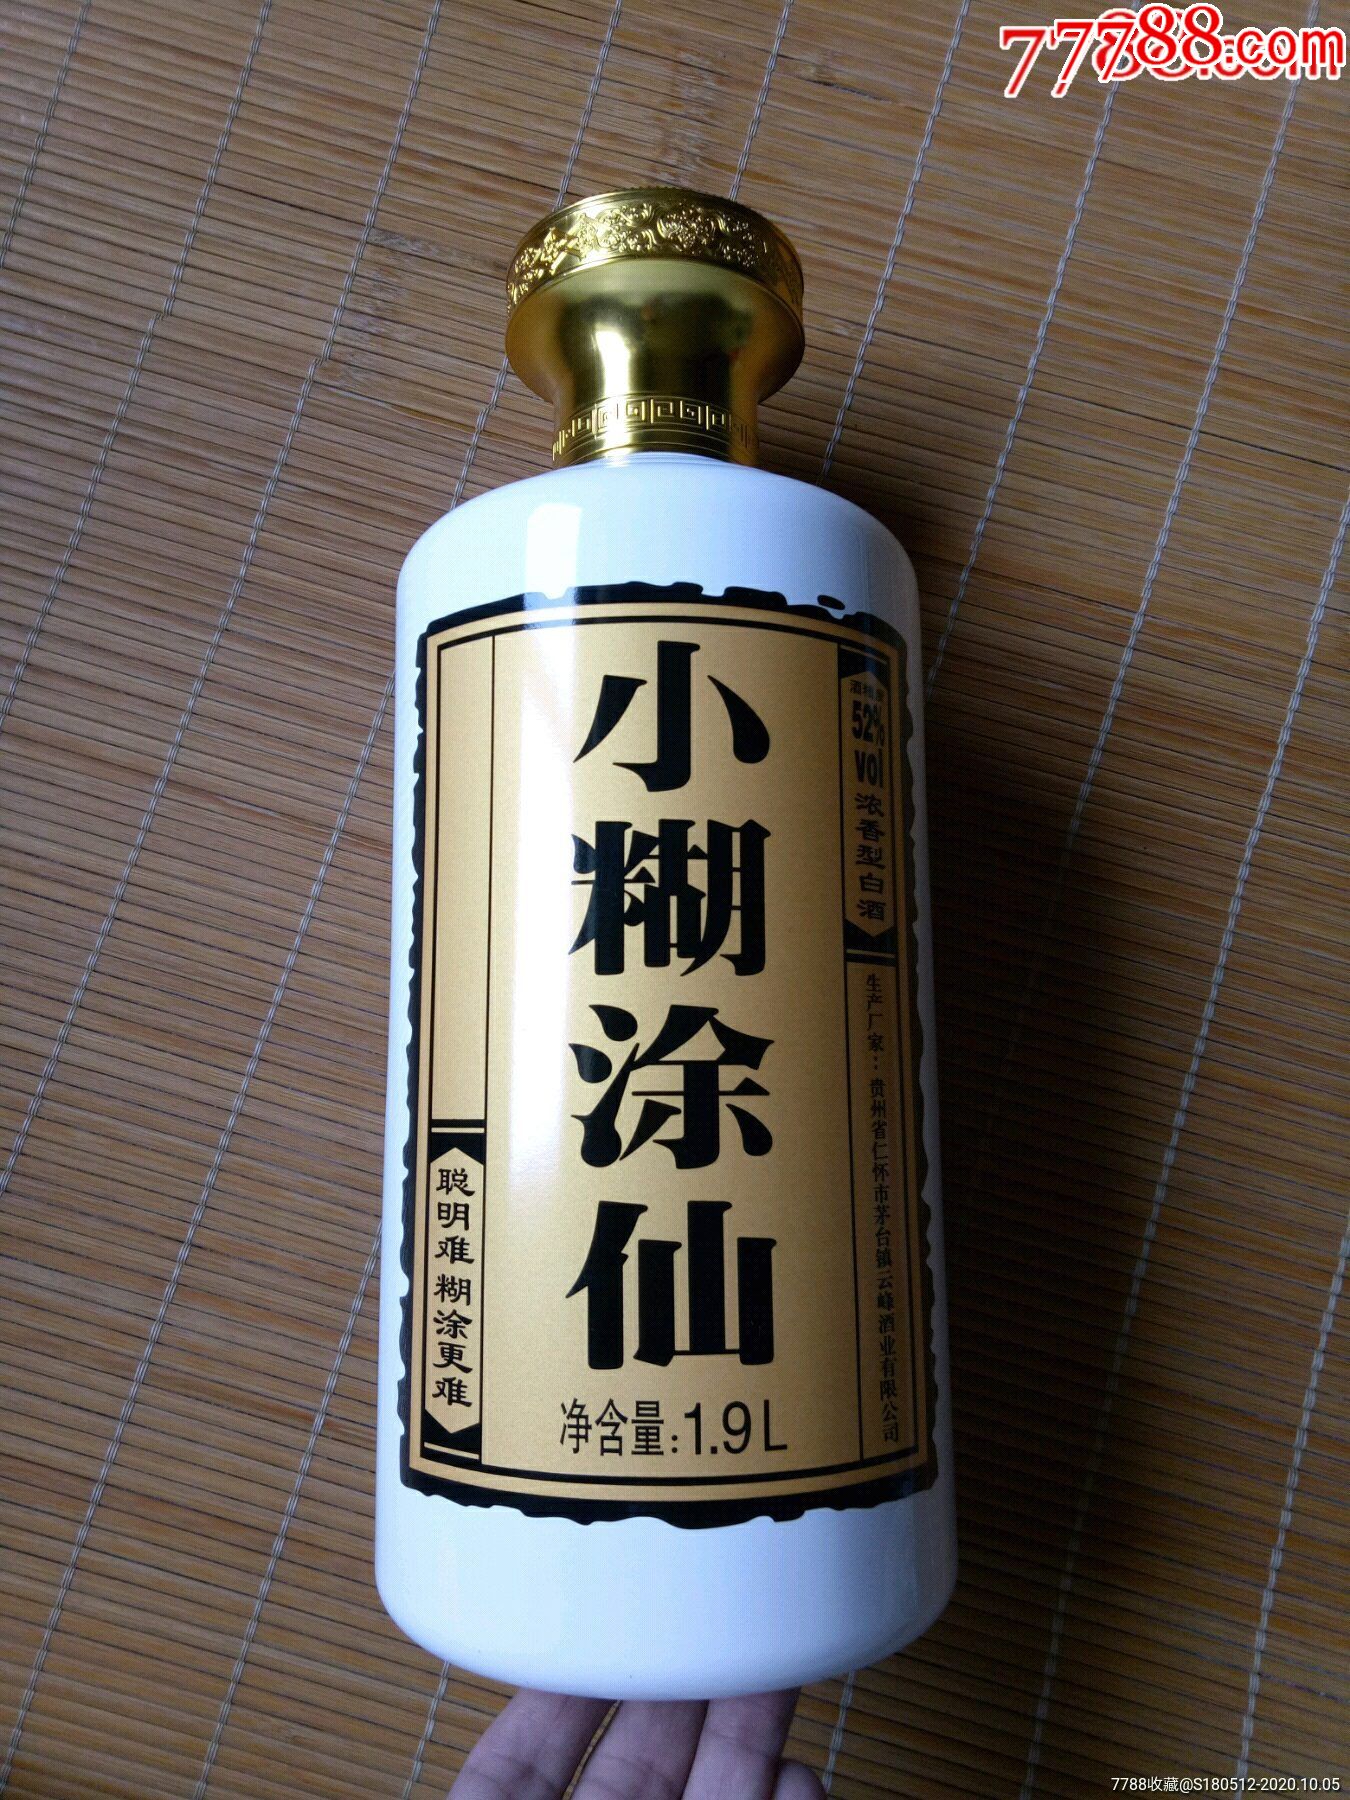 7788.com
小糊涂仙
净含量:1.9L
酒精度
52%
vol
浓香型白酒
生产厂家：贵州省仁怀市茅台镇云峰酒业有限公司
聪明难糊涂更难
7788收藏@S180512-2020.10.05